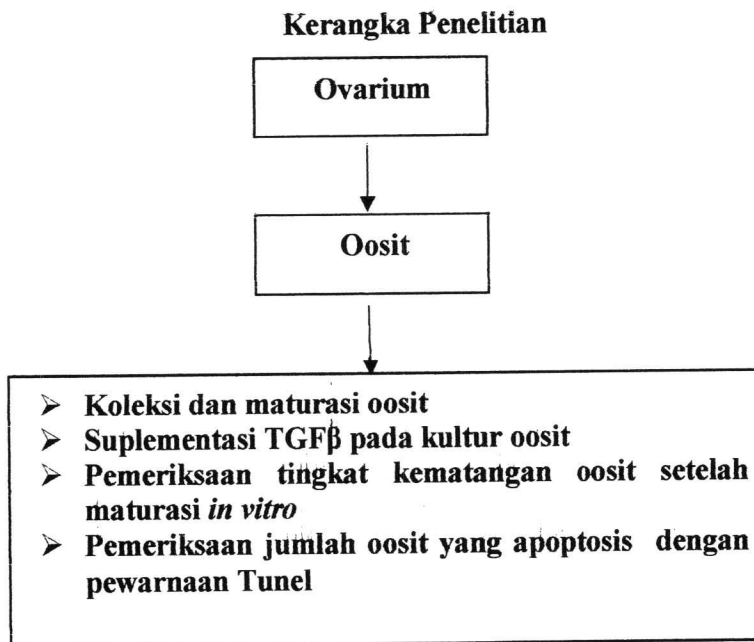 Kerangka Penelitian
Ovarium
Oosit
➢ Koleksi dan maturasi oosit
➢ Suplementasi TGFβ pada kultur oosit
➢ Pemeriksaan tingkat kematangan oosit setelah
maturasi in vitro
➢ Pemeriksaan jumlah oosit yang apoptosis dengan
pewarnaan Tunel